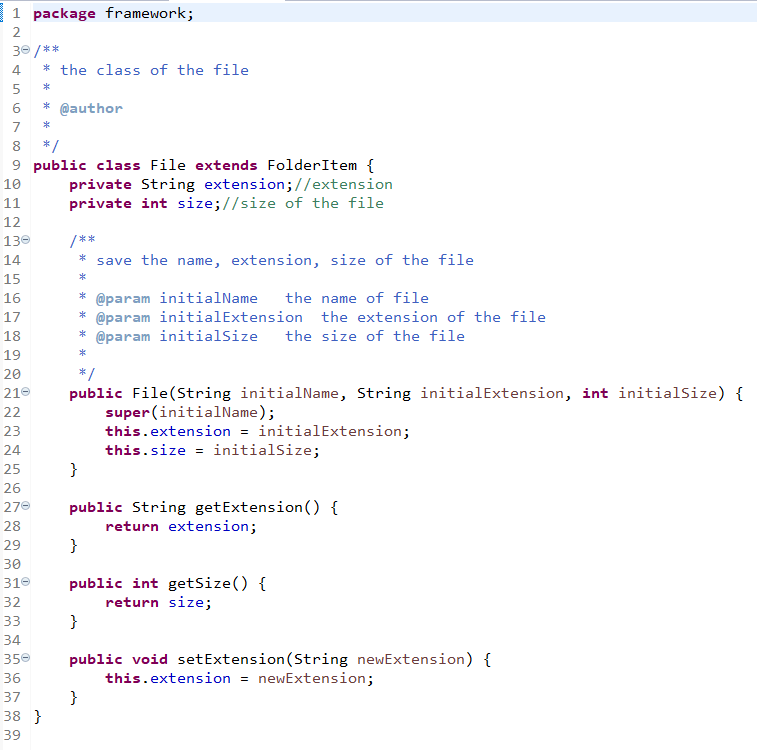 1 package framework;
2
3 /**
4  * the class of the file
5  *
6  * @author
7  *
8  */
9 public class File extends FolderItem {
10     private String extension;//extension
11     private int size;//size of the file
12
13     /**
14      * save the name, extension, size of the file
15      *
16      * @param initialName   the name of file
17      * @param initialExtension  the extension of the file
18      * @param initialSize   the size of the file
19      *
20      */
21     public File(String initialName, String initialExtension, int initialSize) {
22         super(initialName);
23         this.extension = initialExtension;
24         this.size = initialSize;
25     }
26
27     public String getExtension() {
28         return extension;
29     }
30
31     public int getSize() {
32         return size;
33     }
34
35     public void setExtension(String newExtension) {
36         this.extension = newExtension;
37     }
38 }
39